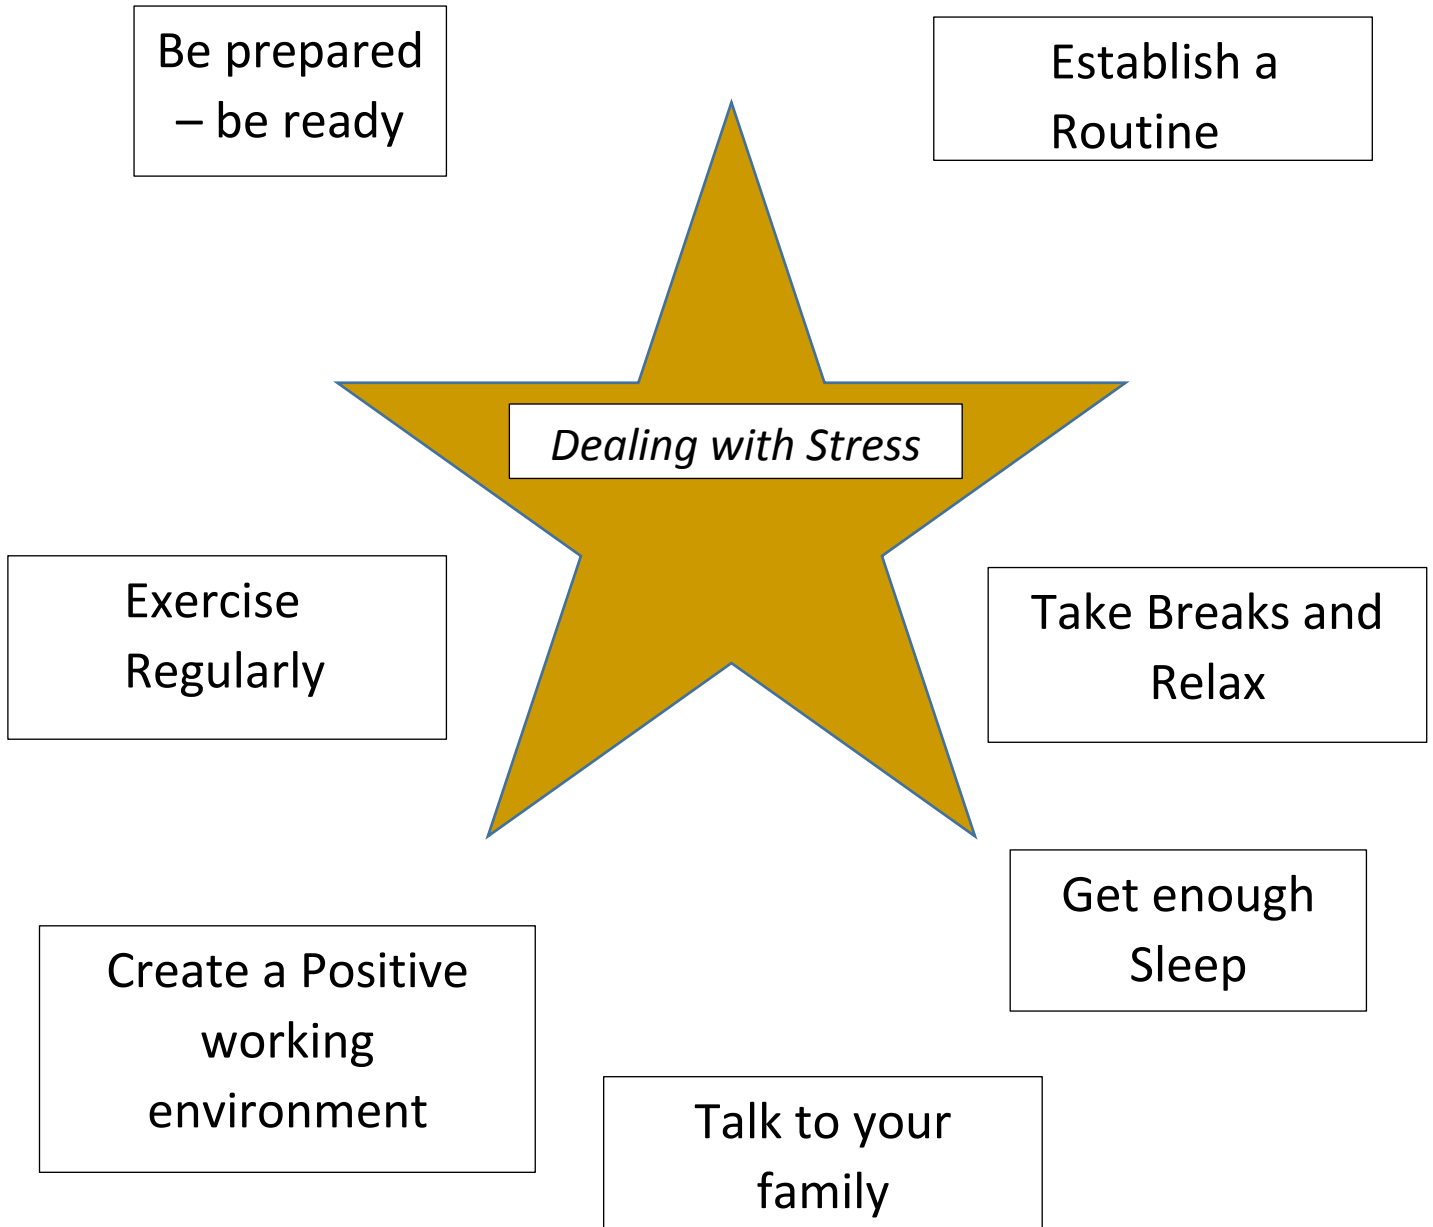 Be prepared
– be ready
Establish a
Routine
Dealing with Stress
Exercise
Regularly
Take Breaks and
Relax
Get enough
Sleep
Create a Positive
working
environment
Talk to your
family